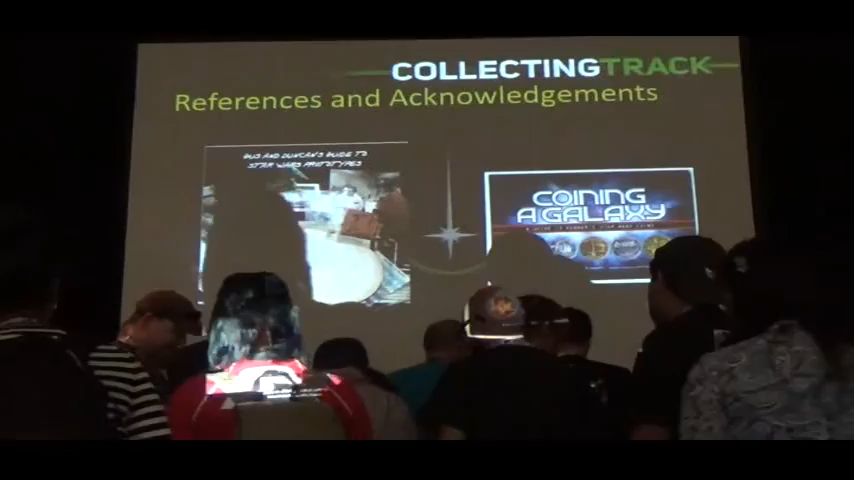 COLLECTINGTRACK
References and Acknowledgements
GUS AND DUNCAN'S GUIDE TO
STAR WARS PROTOTYPES
COINING
A GALAXY